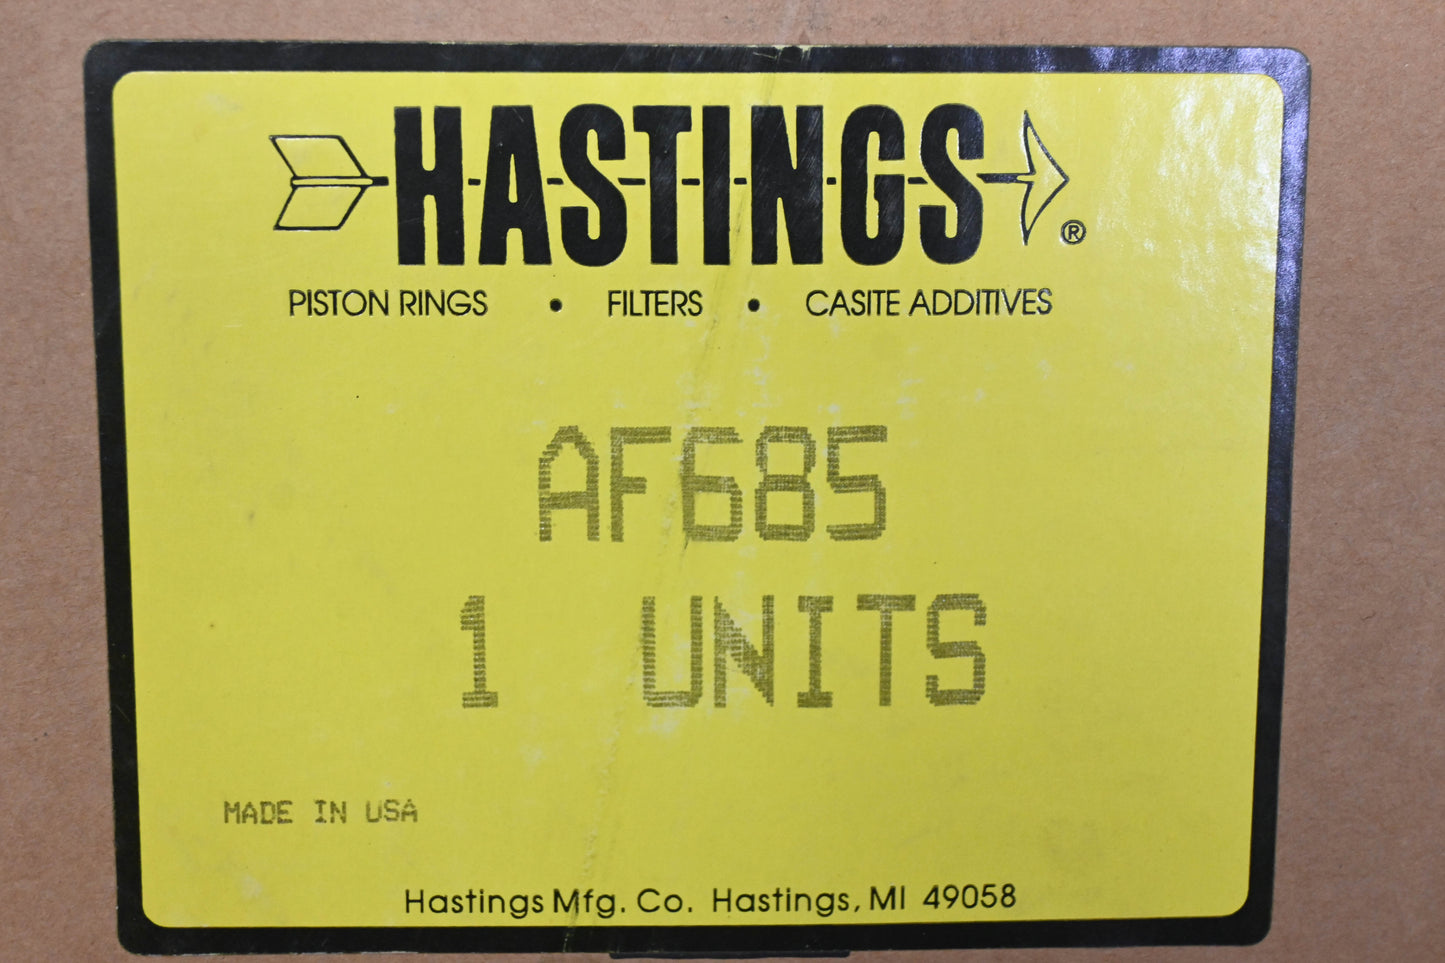 HASTINGS ®
PISTON RINGS • FILTERS • CASITE ADDITIVES
AF685
1 UNITS
MADE IN USA
Hastings Mfg. Co. Hastings, MI 49058